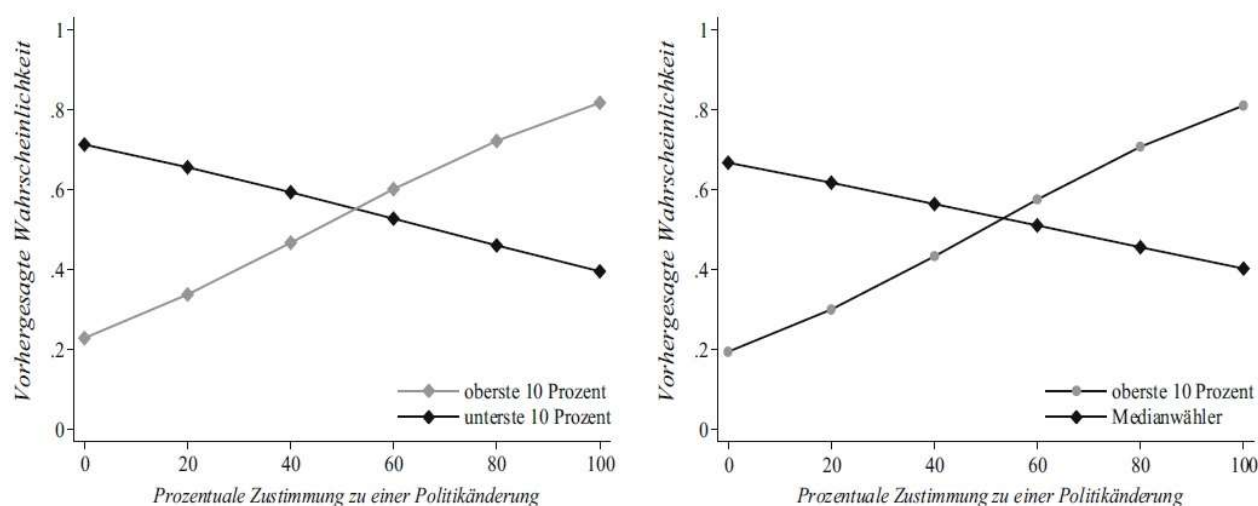 Vorhergesagte Wahrscheinlichkeit
1
.8
.6
.4
.2
0
oberste 10 Prozent
unterste 10 Prozent
0 20 40 60 80 100
Prozentuale Zustimmung zu einer Politikänderung
Vorhergesagte Wahrscheinlichkeit
1
.8
.6
.4
.2
0
oberste 10 Prozent
Medianwähler
0 20 40 60 80 100
Prozentuale Zustimmung zu einer Politikänderung